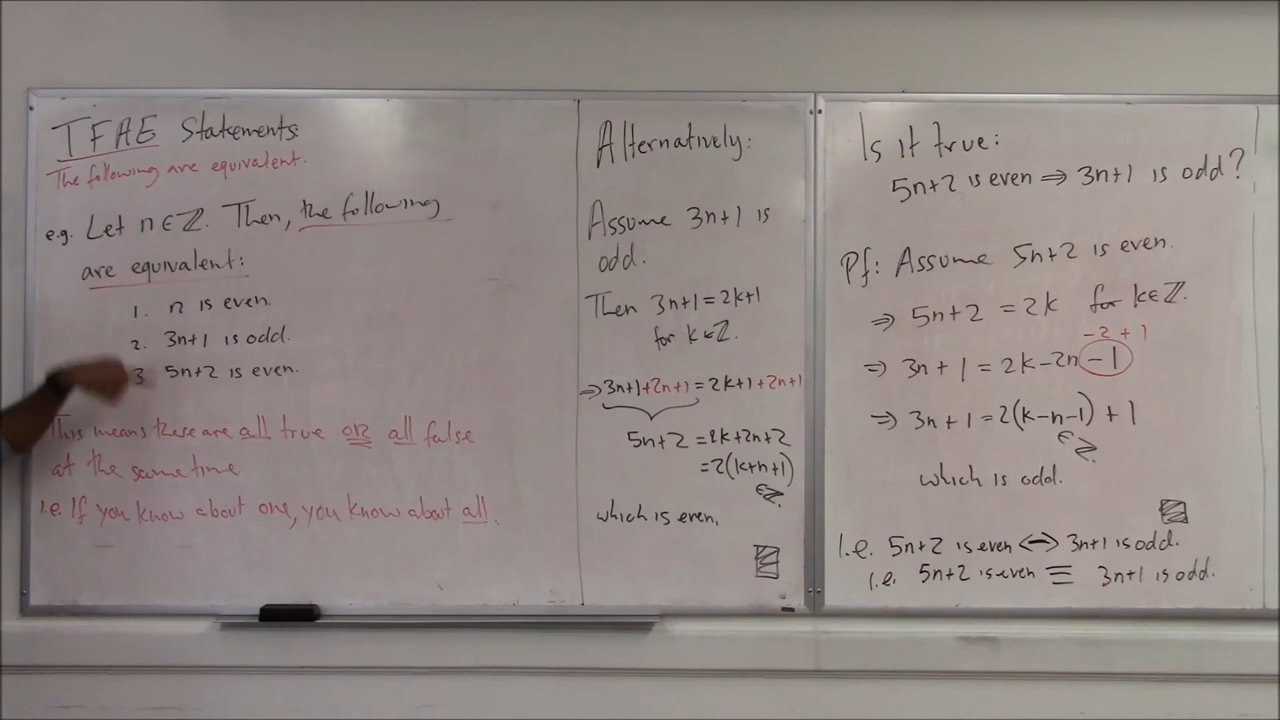 TFAE Statements
The following are equivalent.
e.g. Let n∈ℤ. Then, the following
are equivalent:
1. n is even.
2. 3n+1 is odd.
3. 5n+2 is even.
This means these are all true OR all false
at the same time
i.e. If you know about one, you know about all.
Alternatively:
Assume 3n+1 is
odd.
Then 3n+1=2k+1
for k∈ℤ.
⇒3n+1+2n+1=2k+1+2n+1
5n+2=2k+2n+2
=2(k+n+1)
∈ℤ.
which is even.
Is it true:
5n+2 is even ⇒ 3n+1 is odd?
Pf: Assume 5n+2 is even.
⇒ 5n+2 = 2k for k∈ℤ.
-2 + 1
⇒ 3n+1 = 2k-2n-1
⇒ 3n+1 = 2(k-n-1) + 1
∈ℤ.
which is odd.
I.e. 5n+2 is even ⟷ 3n+1 is odd.
i.e. 5n+2 is even ≡ 3n+1 is odd.